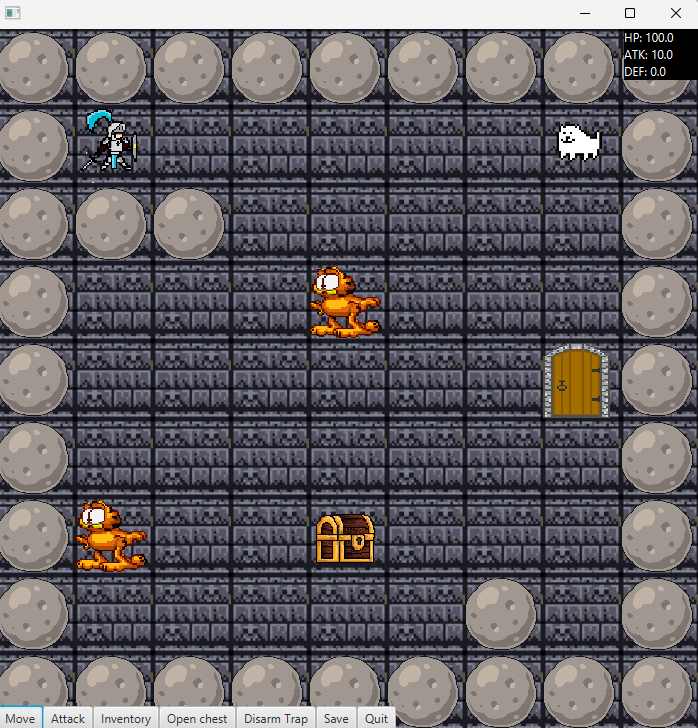 HP: 100.0
ATK: 10.0
DEF: 0.0
Move Attack Inventory Open chest Disarm Trap Save Quit